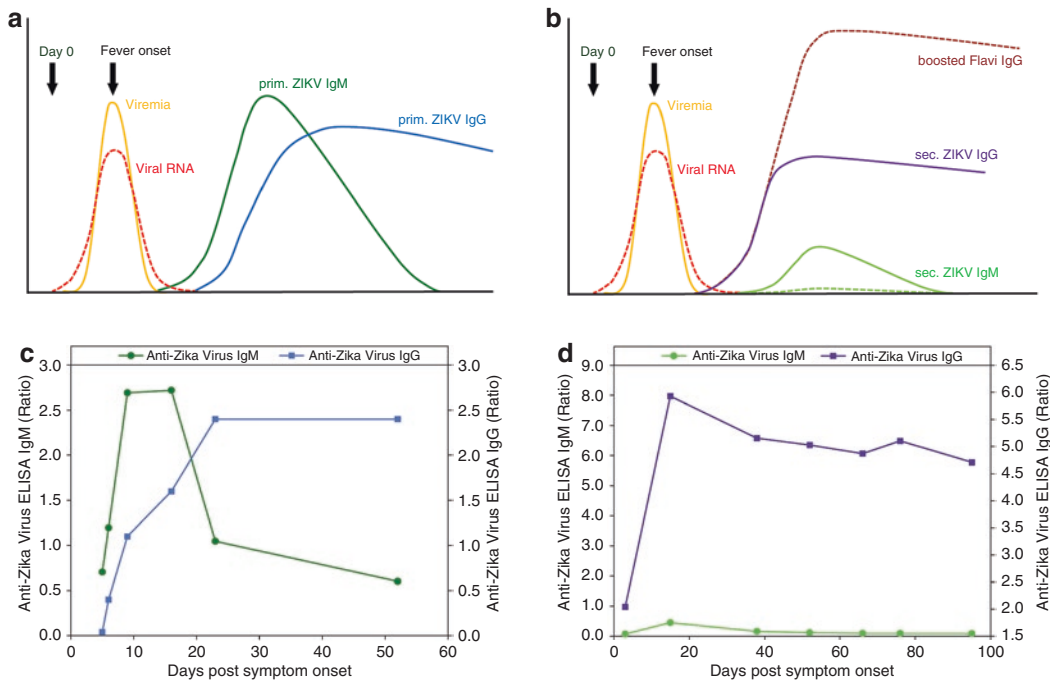 a
Day 0
Fever onset
Viremia
Viral RNA
prim. ZIKV IgM
prim. ZIKV IgG
b
Day 0
Fever onset
Viremia
Viral RNA
boosted Flavi IgG
sec. ZIKV IgG
sec. ZIKV IgM
c
Anti-Zika Virus IgM
Anti-Zika Virus IgG
Anti-Zika Virus ELISA IgM (Ratio)
3.0
2.5
2.0
1.5
1.0
0.5
0.0
3.0
2.5
2.0
1.5
1.0
0.5
0.0
Anti-Zika Virus ELISA IgG (Ratio)
0 10 20 30 40 50 60
Days post symptom onset
d
Anti-Zika Virus IgM
Anti-Zika Virus IgG
Anti-Zika Virus ELISA IgM (Ratio)
9.0
8.0
7.0
6.0
5.0
4.0
3.0
2.0
1.0
0.0
6.5
6.0
5.5
5.0
4.5
4.0
3.5
3.0
2.5
2.0
1.5
Anti-Zika Virus ELISA IgG (Ratio)
0 20 40 60 80 100
Days post symptom onset